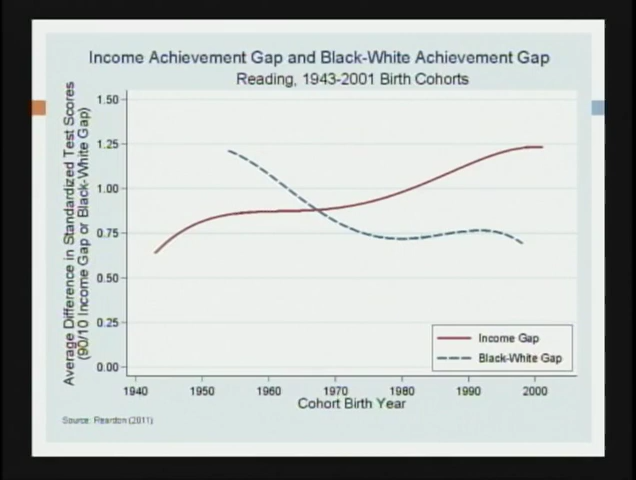 Income Achievement Gap and Black-White Achievement Gap
Reading, 1943-2001 Birth Cohorts
Average Difference in Standardized Test Scores
(90/10 Income Gap or Black-White Gap)
1.50
1.25
1.00
0.75
0.50
0.25
0.00
Income Gap
Black-White Gap
1940 1950 1960 1970 1980 1990 2000
Cohort Birth Year
Source: Reardon (2011)